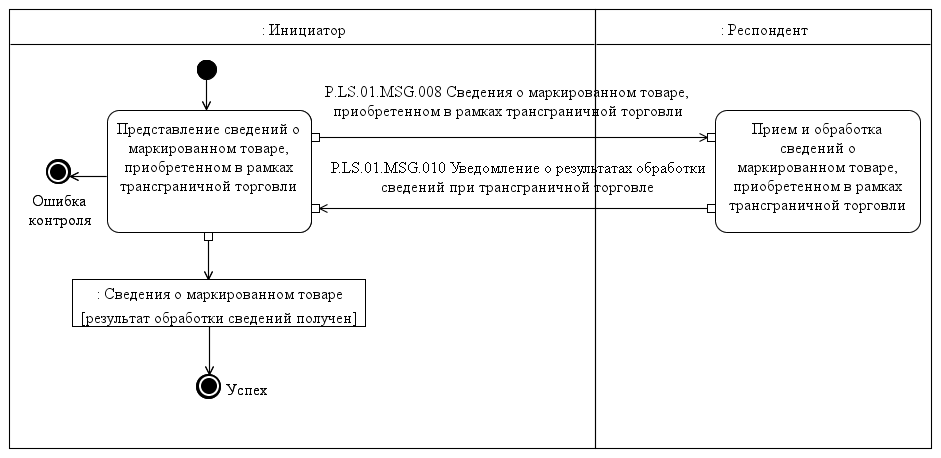 : Инициатор
: Респондент
P.LS.01.MSG.008 Сведения о маркированном товаре,
приобретенном в рамках трансграничной торговли
Представление сведений о
маркированном товаре,
приобретенном в рамках
трансграничной торговли
Прием и обработка
сведений о
маркированном товаре,
приобретенном в рамках
трансграничной торговли
P.LS.01.MSG.010 Уведомление о результатах обработки
сведений при трансграничной торговле
Ошибка
контроля
: Сведения о маркированном товаре
[результат обработки сведений получен]
Успех